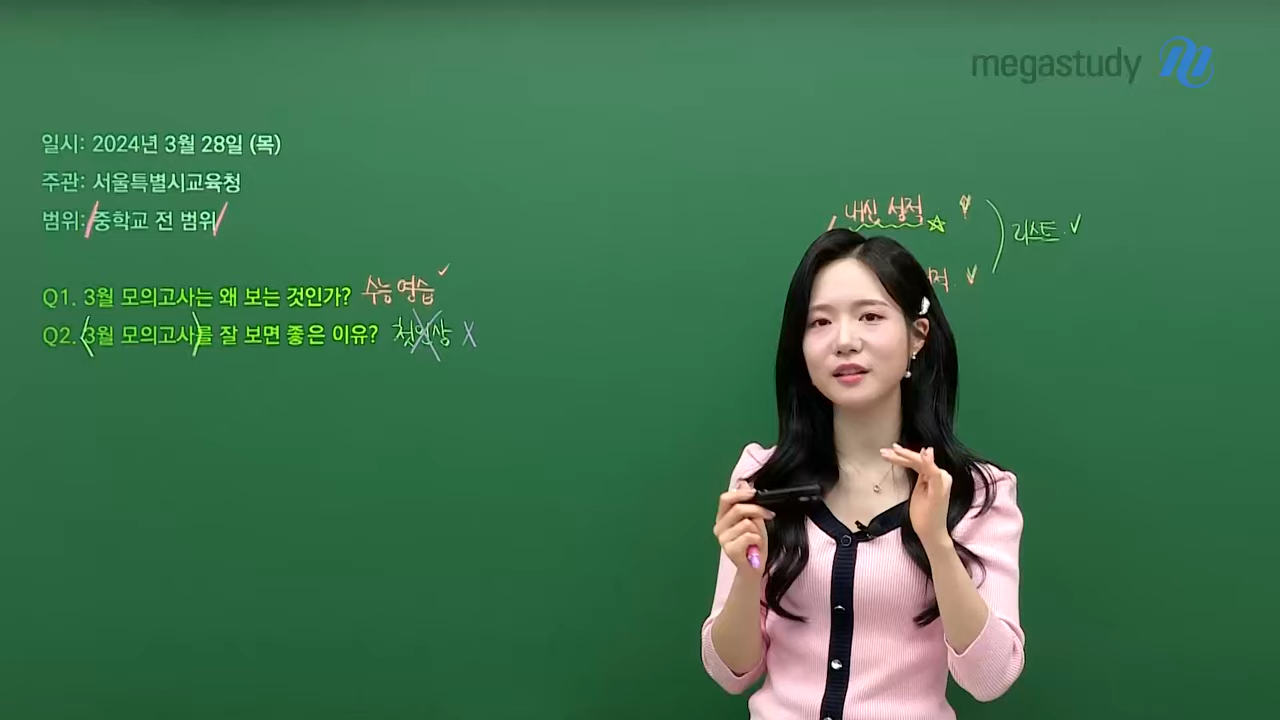 megastudy
일시: 2024년 3월 28일 (목)
주관: 서울특별시교육청
범위: 중학교 전 범위
Q1. 3월 모의고사는 왜 보는 것인가? 수능 연습
Q2. 3월 모의고사를 잘 보면 좋은 이유? 첫인상 X
내신 성적
리스트
적